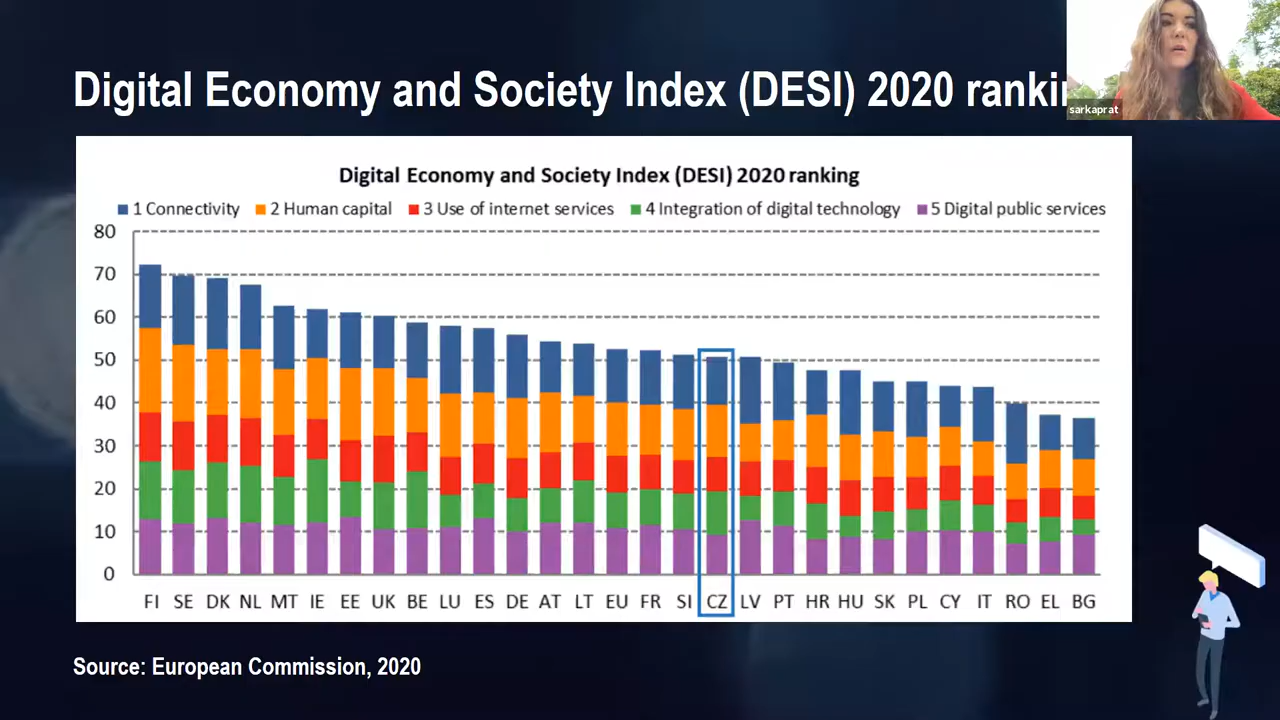 Digital Economy and Society Index (DESI) 2020 rankin
sarkaprat
Digital Economy and Society Index (DESI) 2020 ranking
1 Connectivity 2 Human capital 3 Use of internet services 4 Integration of digital technology 5 Digital public services
80
70
60
50
40
30
20
10
0
FI SE DK NL MT IE EE UK BE LU ES DE AT LT EU FR SI CZ LV PT HR HU SK PL CY IT RO EL BG
Source: European Commission, 2020